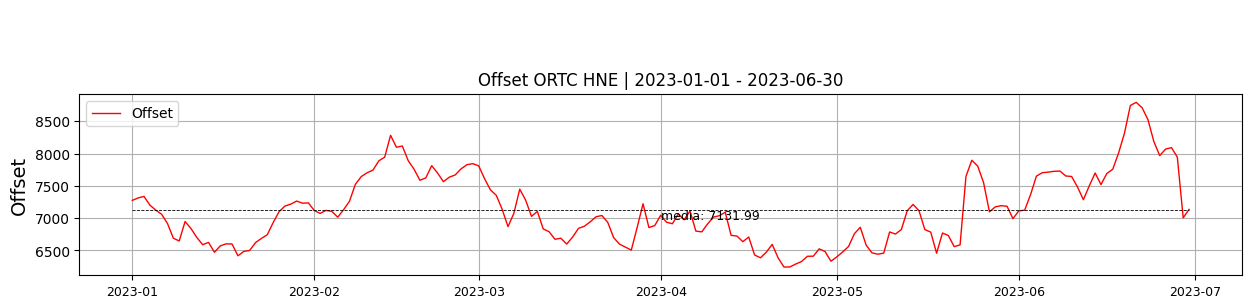 Offset ORTC HNE | 2023-01-01 - 2023-06-30
Offset
Offset
8500
8000
7500
7000
6500
media: 7131.99
2023-01 2023-02 2023-03 2023-04 2023-05 2023-06 2023-07